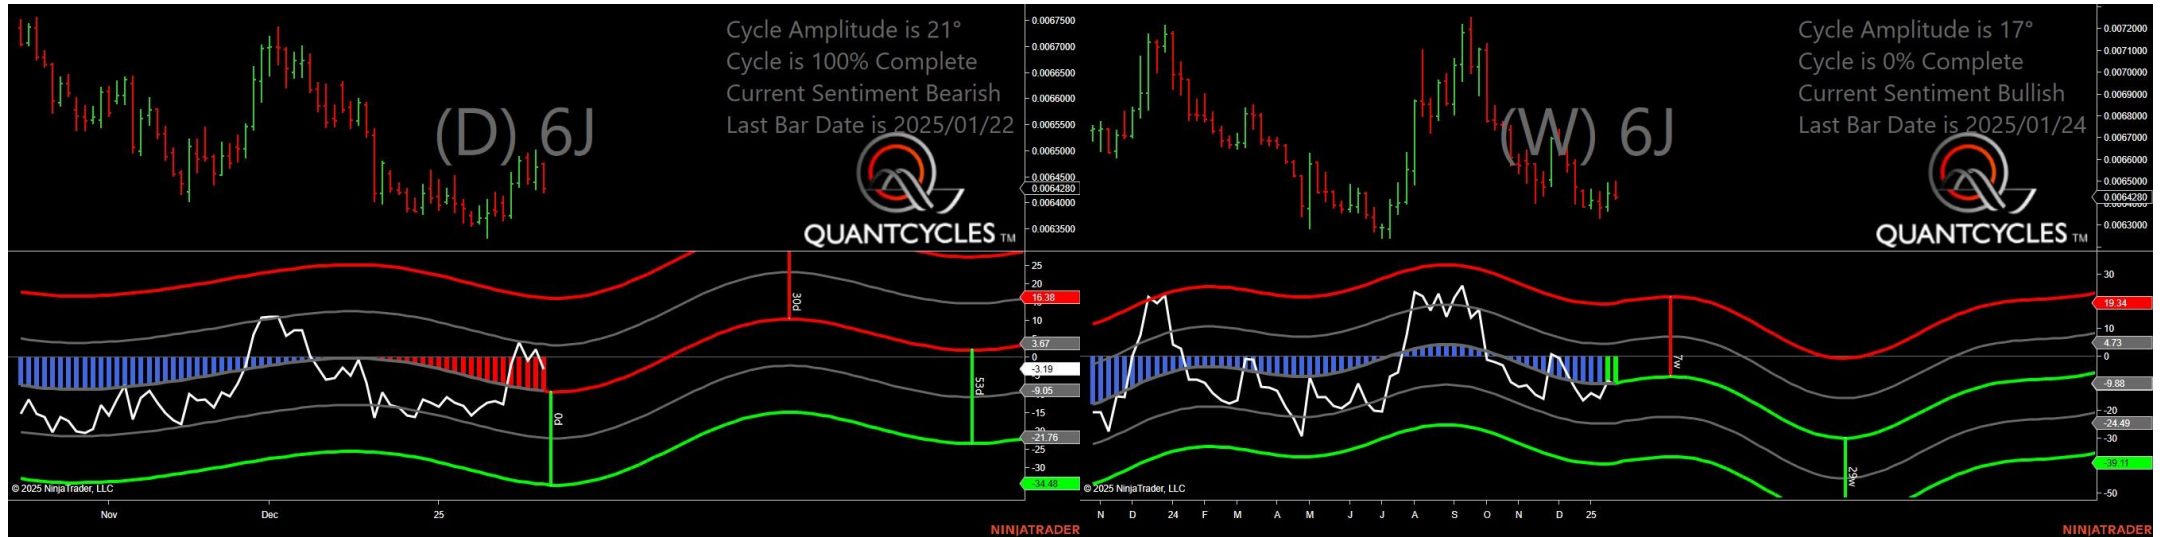 Cycle Amplitude is 21°
Cycle is 100% Complete
Current Sentiment Bearish
Last Bar Date is 2025/01/22
(D) 6J
QUANTCYCLES TM
0.0067500
0.0067000
0.0066500
0.0066000
0.0065500
0.0065000
0.0064500
0.0064280
0.0064000
0.0063500
25
20
16.38
10
3.67
0
-3.19
-9.05
-15
-21.76
-25
-30
-34.48
30d
53d
0d
© 2025 NinjaTrader, LLC
Nov
Dec
25
NINJATRADER
Cycle Amplitude is 17°
Cycle is 0% Complete
Current Sentiment Bullish
Last Bar Date is 2025/01/24
(W) 6J
QUANTCYCLES TM
0.0072000
0.0071000
0.0070000
0.0069000
0.0068000
0.0067000
0.0066000
0.0065000
0.0064280
0.0063000
30
19.34
10
4.73
0
-9.88
-20
-24.49
-30
-39.11
-50
7w
29w
© 2025 NinjaTrader, LLC
N D 24 F M A M J J A S O N D 25
NINJATRADER